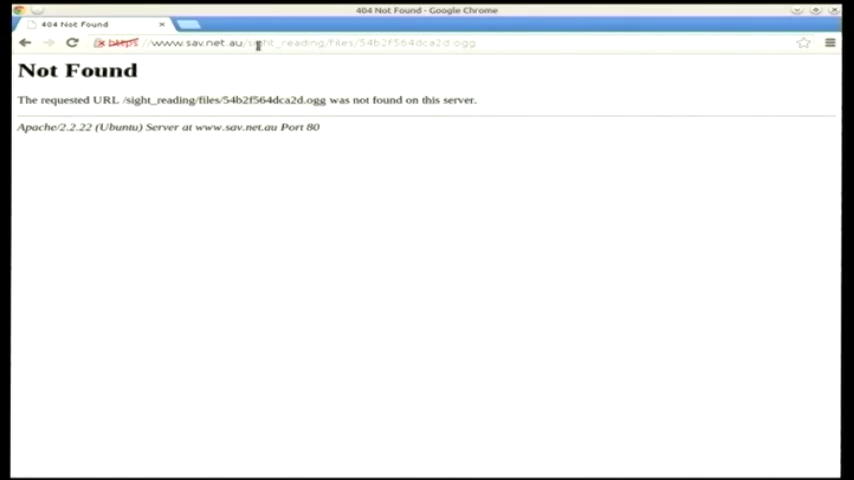 404 Not Found - Google Chrome
404 Not Found
https://www.sav.net.au/sight_reading/files/54b2f564dca2d.ogg
Not Found
The requested URL /sight_reading/files/54b2f564dca2d.ogg was not found on this server.
Apache/2.2.22 (Ubuntu) Server at www.sav.net.au Port 80